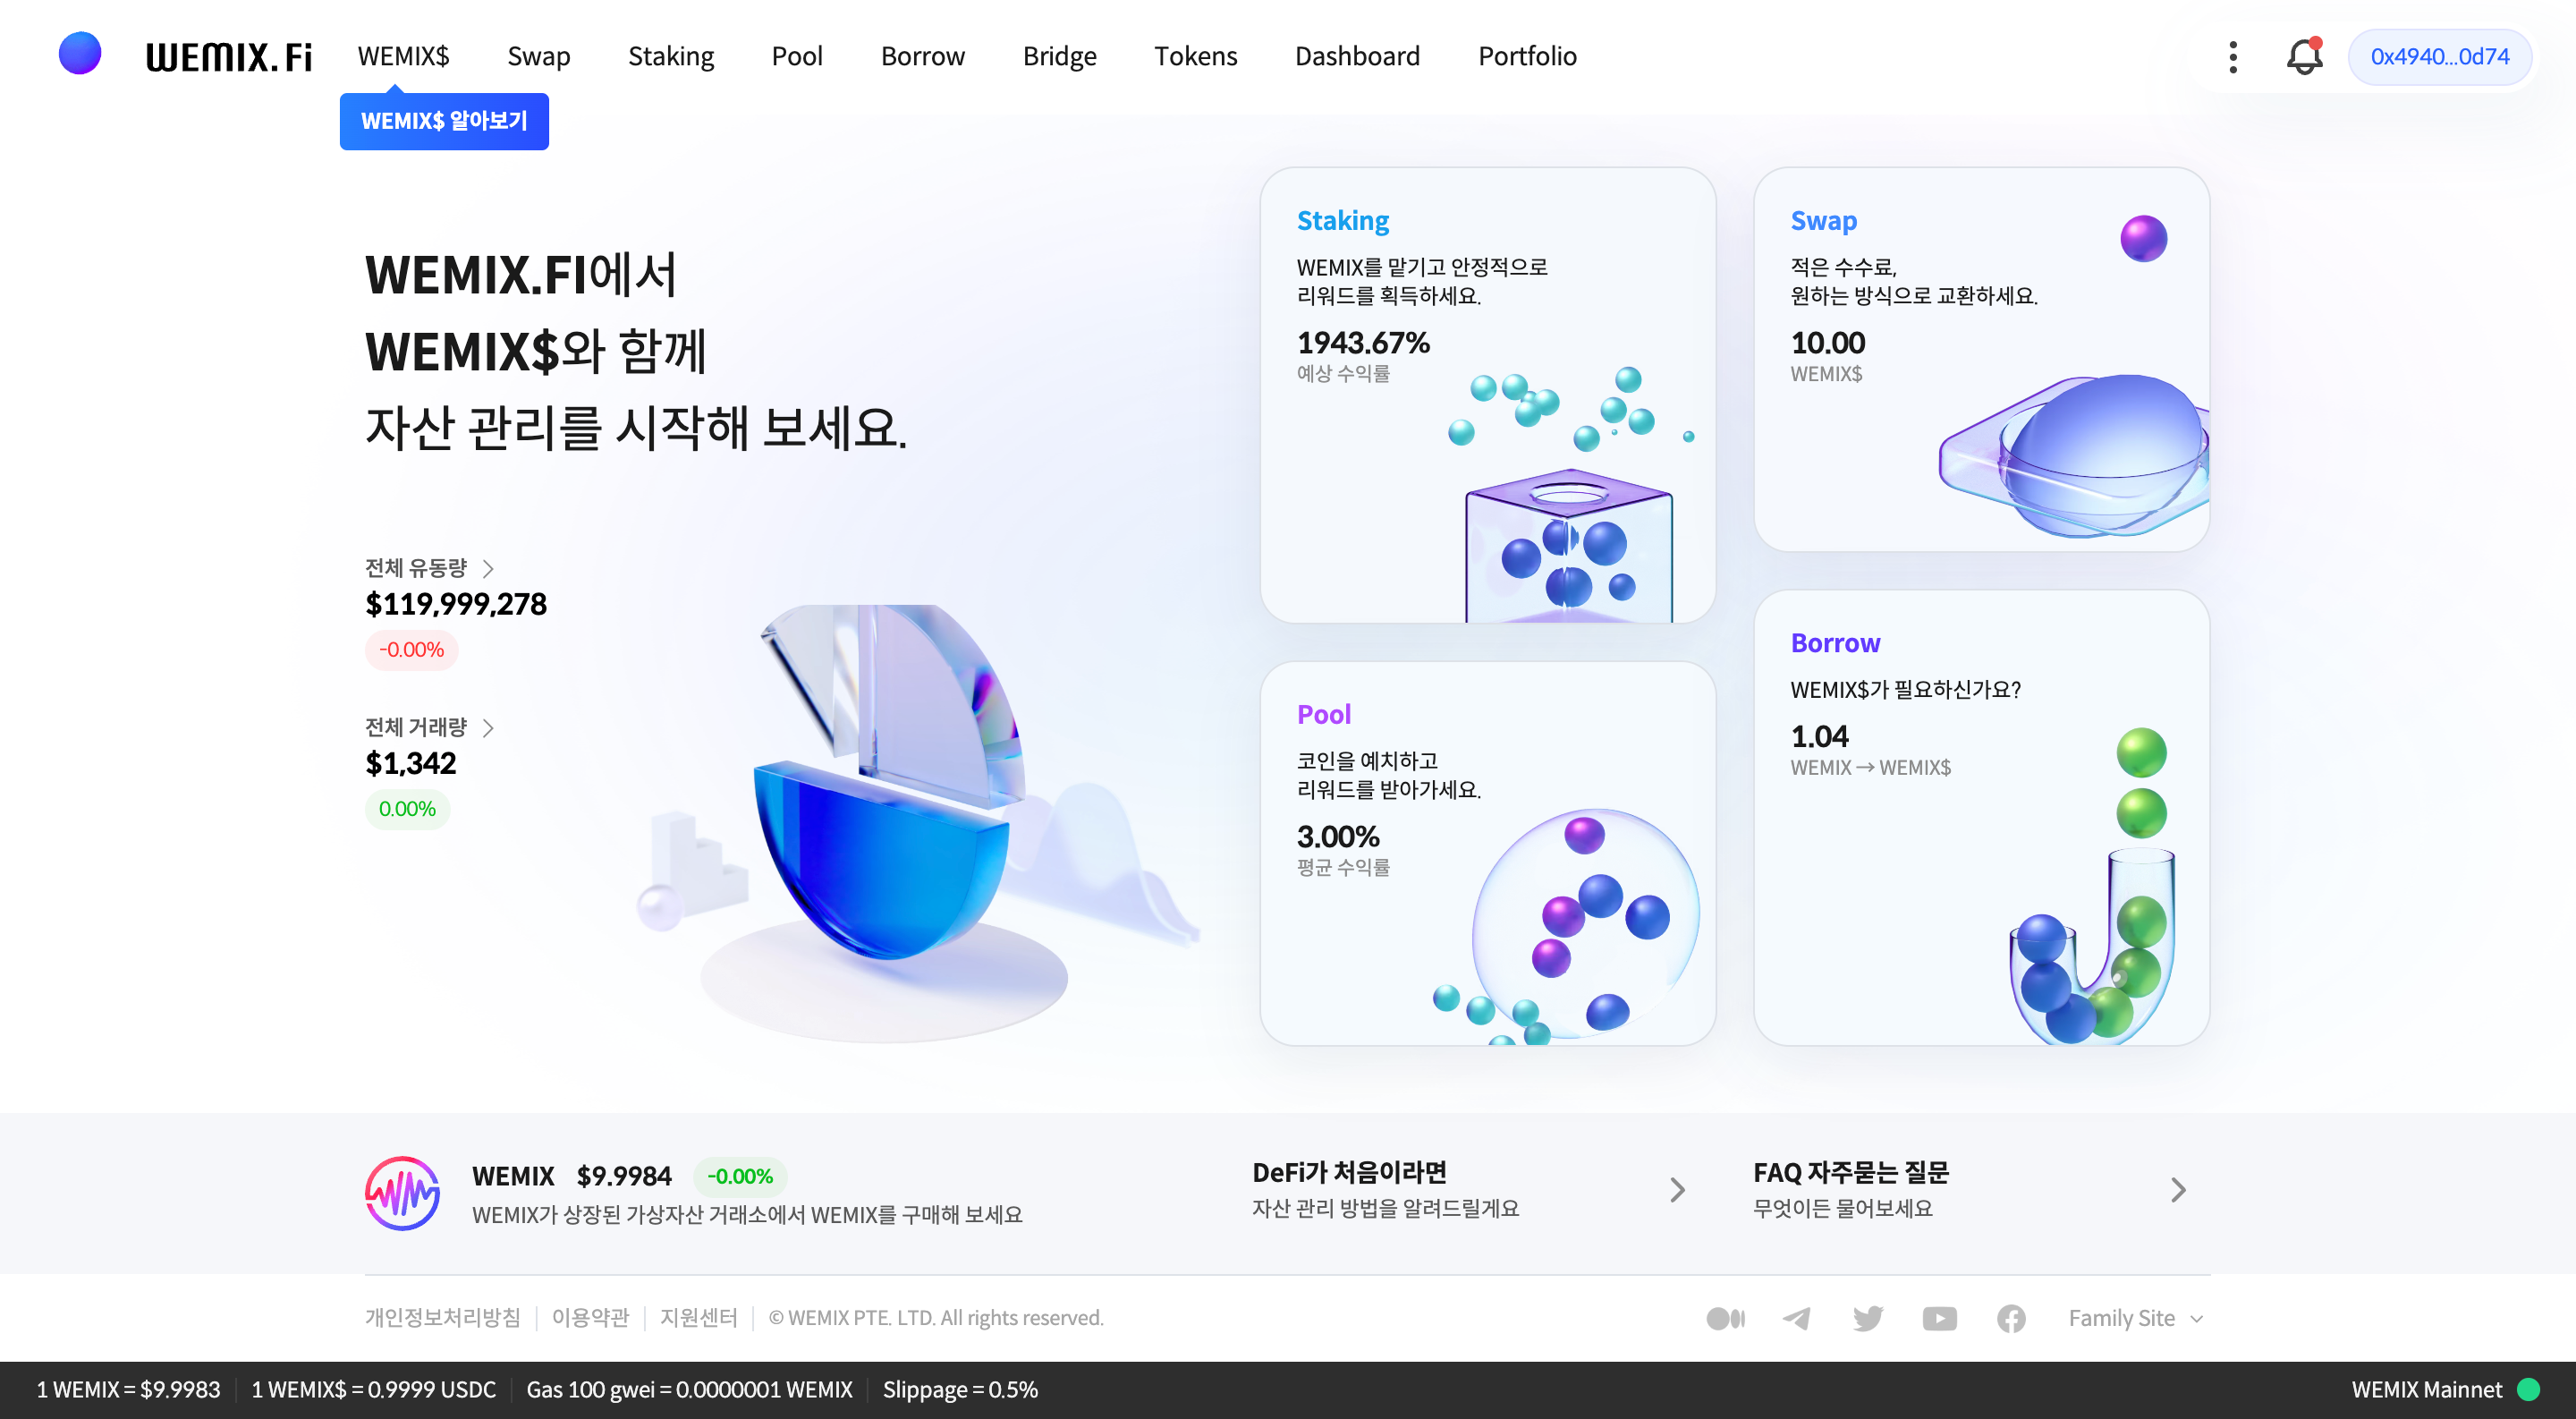 WEMIX.Fi
WEMIX$
Swap
Staking
Pool
Borrow
Bridge
Tokens
Dashboard
Portfolio
0x4940...0d74
WEMIX$ 알아보기
WEMIX.FI에서
WEMIX$와 함께
자산 관리를 시작해 보세요.
전체 유동량
$119,999,278
-0.00%
전체 거래량
$1,342
0.00%
Staking
WEMIX를 맡기고 안정적으로
리워드를 획득하세요.
1943.67%
예상 수익률
Swap
적은 수수료,
원하는 방식으로 교환하세요.
10.00
WEMIX$
Pool
코인을 예치하고
리워드를 받아가세요.
3.00%
평균 수익률
Borrow
WEMIX$가 필요하신가요?
1.04
WEMIX → WEMIX$
WEMIX $9.9984 -0.00%
WEMIX가 상장된 가상자산 거래소에서 WEMIX를 구매해 보세요
DeFi가 처음이라면
자산 관리 방법을 알려드릴게요
FAQ 자주묻는 질문
무엇이든 물어보세요
개인정보처리방침 이용약관 지원센터 © WEMIX PTE. LTD. All rights reserved.
Family Site
1 WEMIX = $9.9983 1 WEMIX$ = 0.9999 USDC Gas 100 gwei = 0.0000001 WEMIX Slippage = 0.5%
WEMIX Mainnet